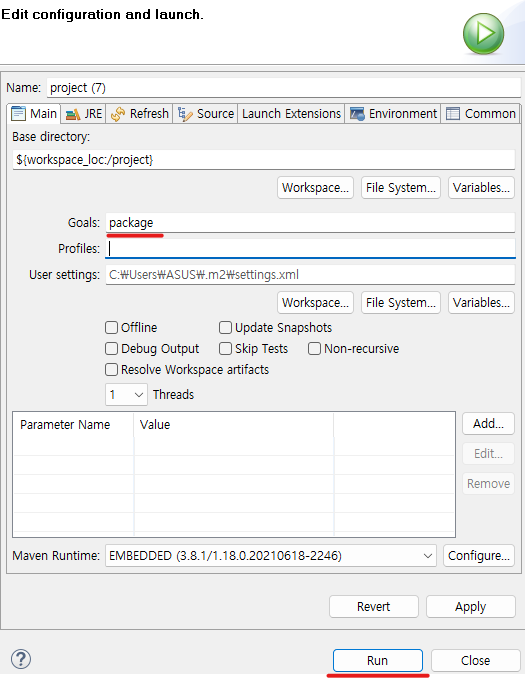 Edit configuration and launch.
Name: project (7)
Main JRE Refresh Source Launch Extensions Environment Common
Base directory:
${workspace_loc:/project}
Workspace... File System... Variables...
Goals: package
Profiles:
User settings: C:₩Users₩ASUS₩.m2₩settings.xml
Workspace... File System... Variables...
Offline Update Snapshots
Debug Output Skip Tests Non-recursive
Resolve Workspace artifacts
1 Threads
Parameter Name Value Add...
Edit...
Remove
Maven Runtime: EMBEDDED (3.8.1/1.18.0.20210618-2246) Configure...
Revert Apply
? Run Close